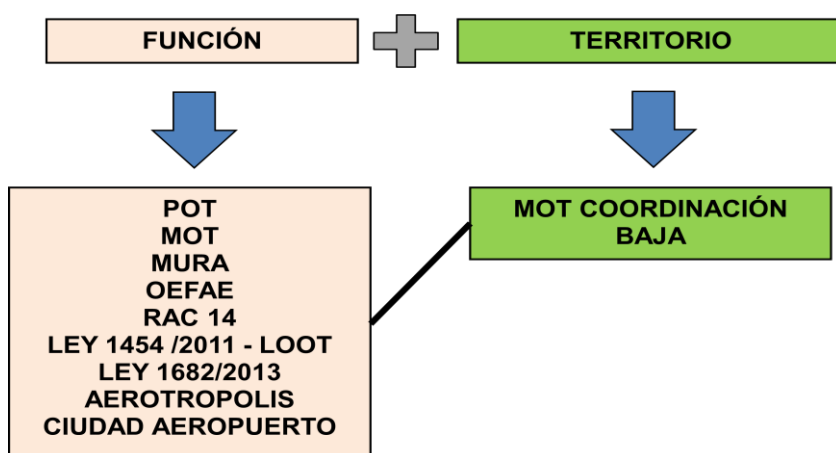 FUNCIÓN
TERRITORIO
POT
MOT
MURA
OEFAE
RAC 14
LEY 1454 /2011 - LOOT
LEY 1682/2013
AEROTROPOLIS
CIUDAD AEROPUERTO
MOT COORDINACIÓN
BAJA